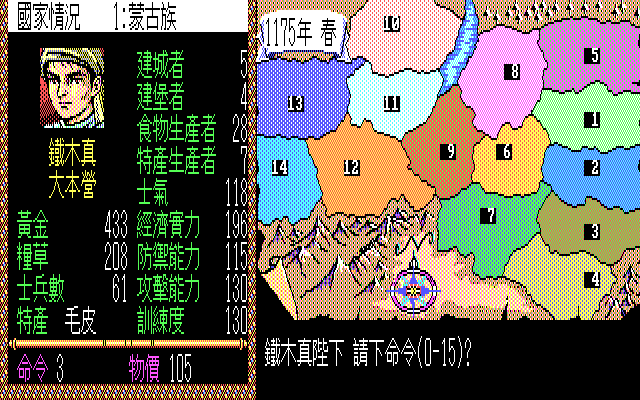 國家情況 1:蒙古族
鐵木真
大本營
建城者 5
建堡者 4
食物生產者 28
特產生產者 7
士氣 118
黃金 433 經濟實力 196
糧草 208 防禦能力 115
士兵數 61 攻擊能力 130
特產 毛皮 訓練度 130
命令 3 物價 105
1175年 春
10
5
8
13
11
1
9
6
14
12
2
7
3
4
鐵木真陛下 請下命令(0-15)?